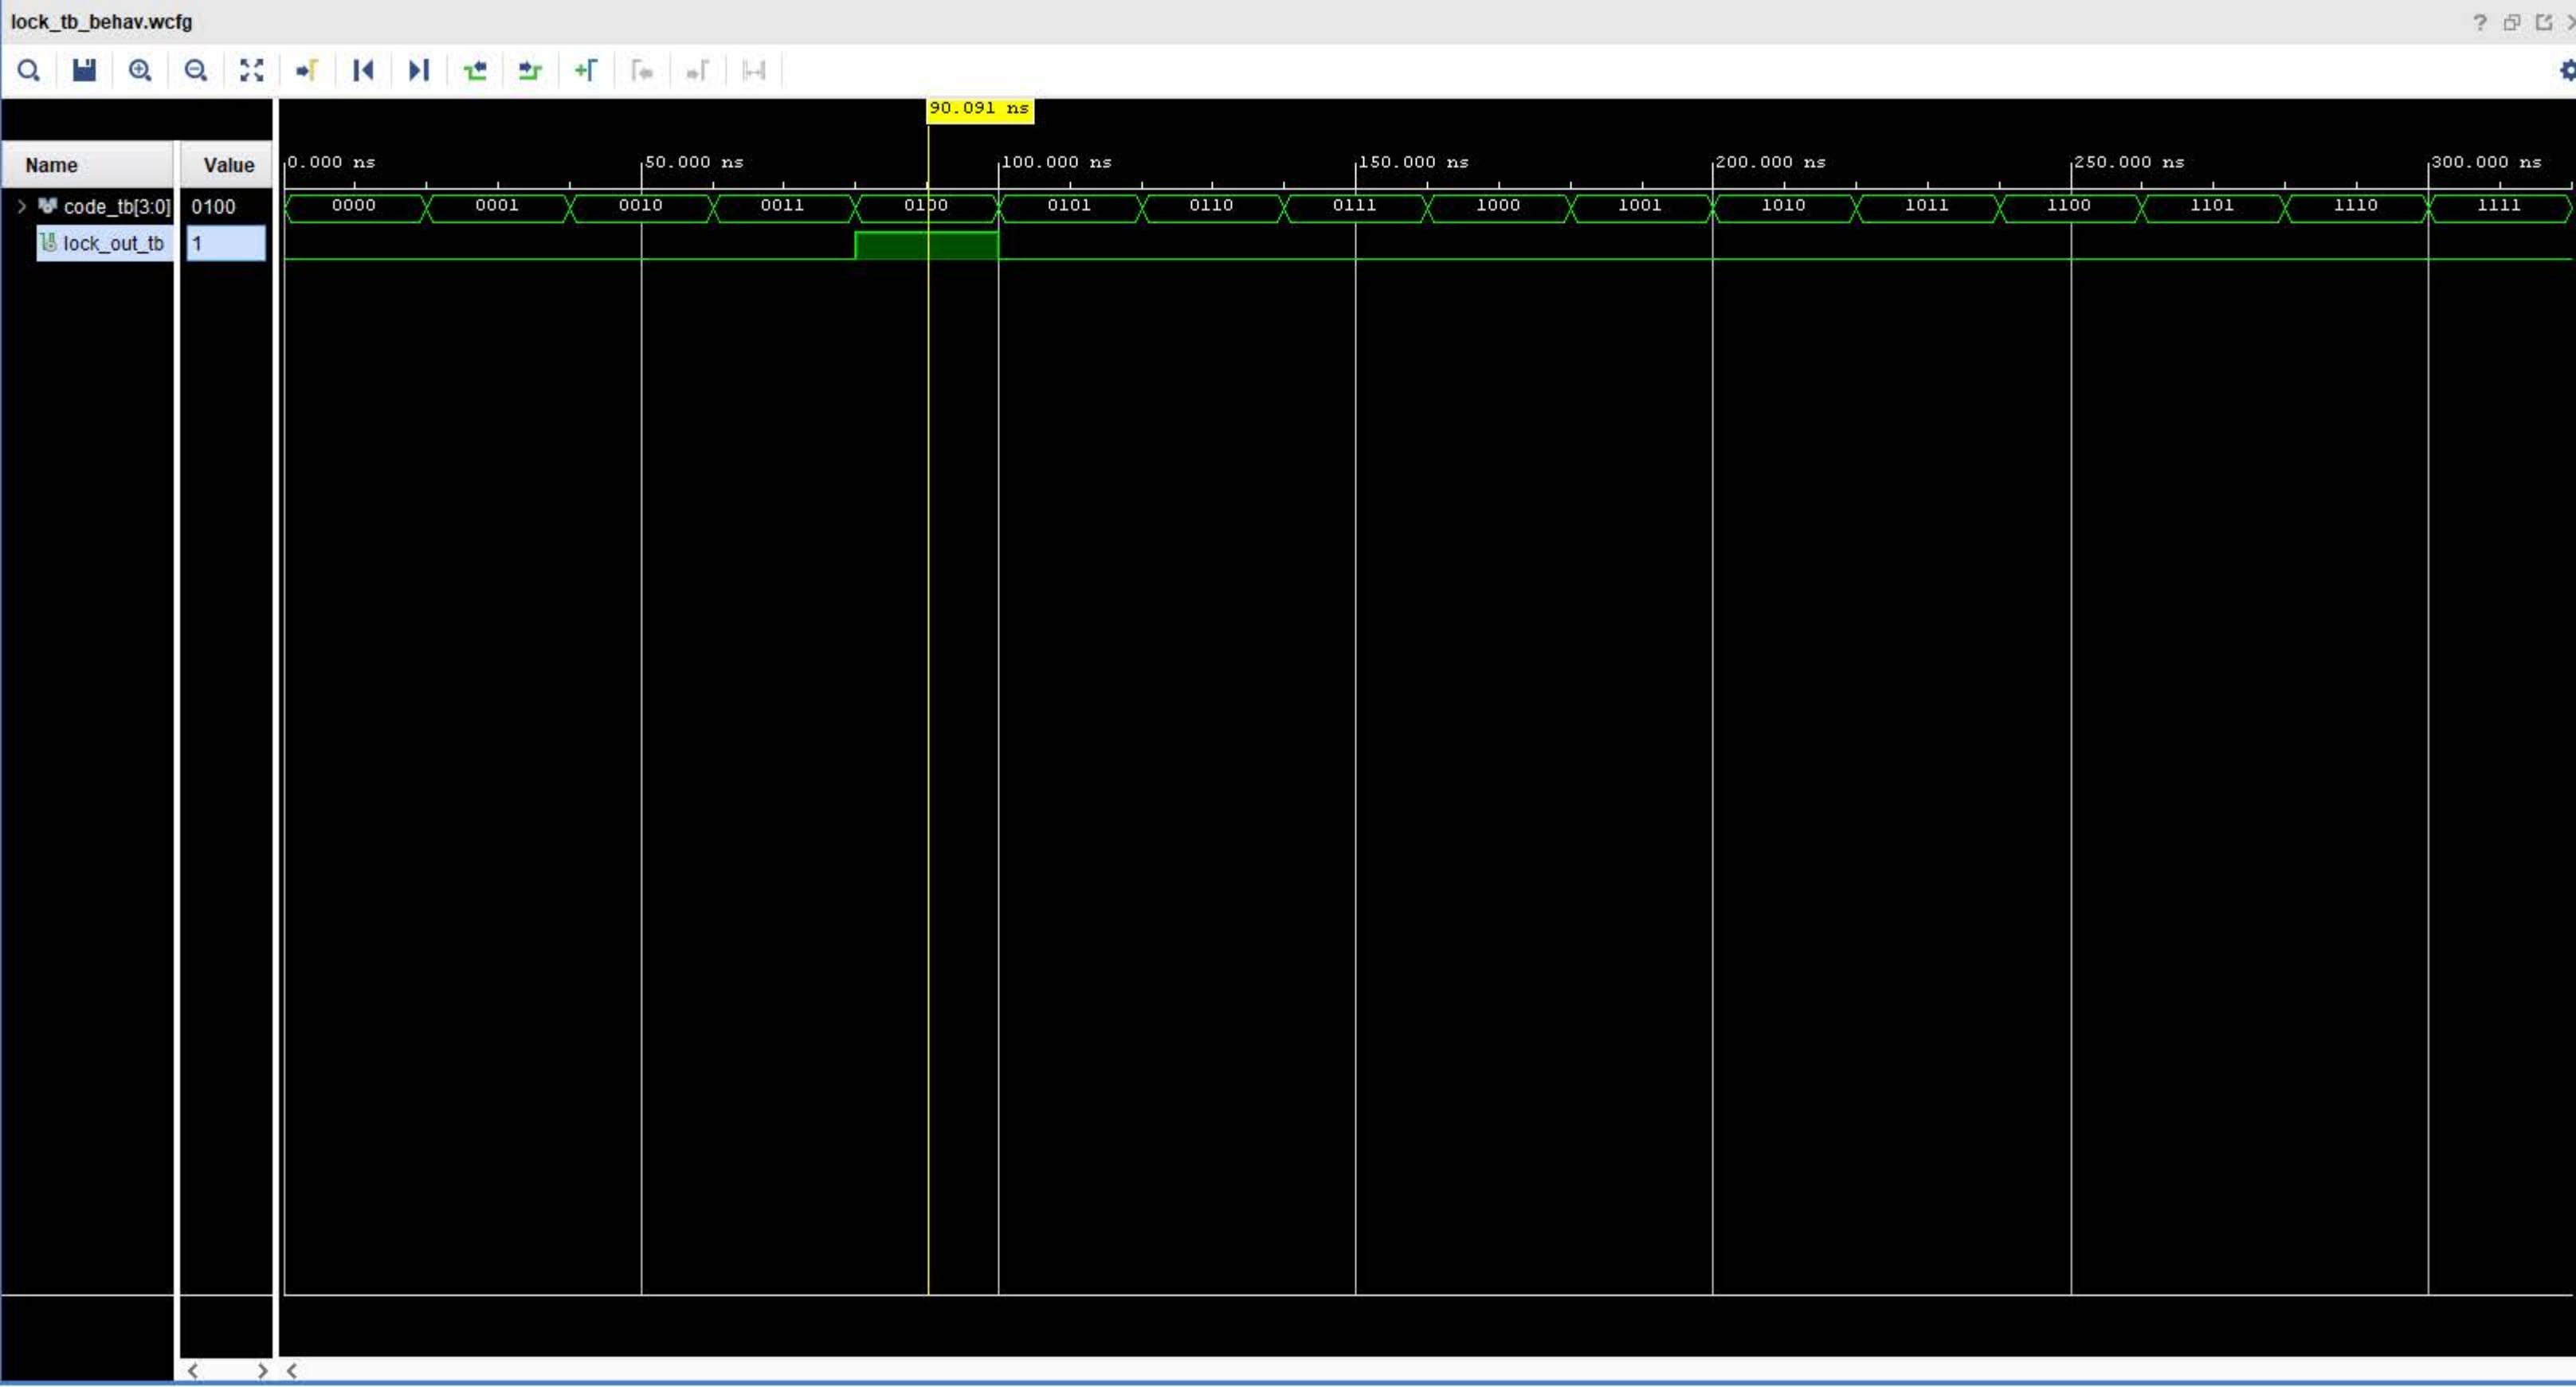 lock_tb_behav.wcfg
?
90.091 ns
Name Value 0.000 ns 50.000 ns 100.000 ns 150.000 ns 200.000 ns 250.000 ns 300.000 ns
code_tb[3:0] 0100 0000 0001 0010 0011 0100 0101 0110 0111 1000 1001 1010 1011 1100 1101 1110 1111
lock_out_tb 1